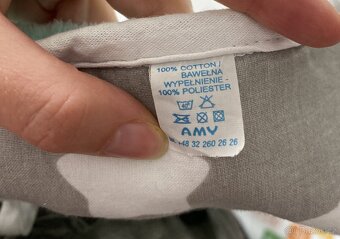 100% COTTON/
BAWEŁNA
WYPEŁNIENIE -
100% POLIESTER
AMY
48 32 260 26 26